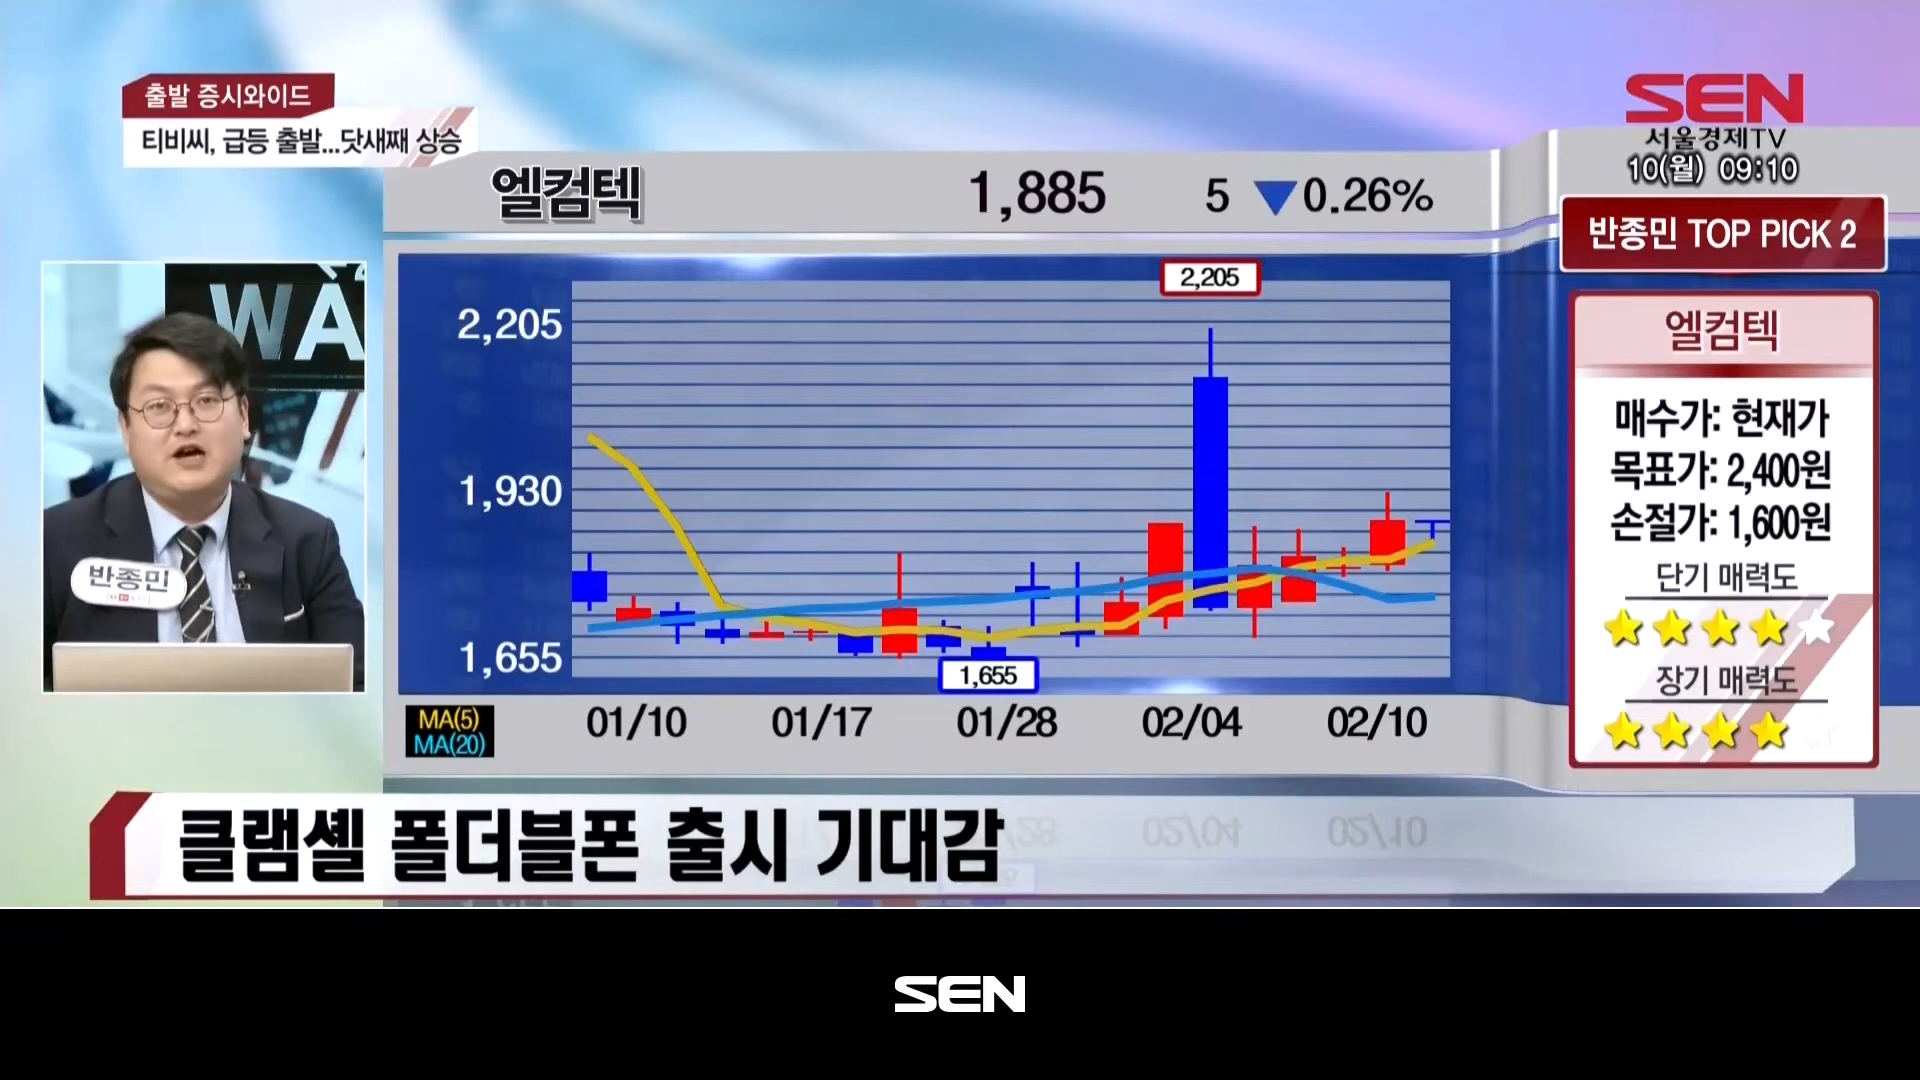 출발 증시와이드
티비씨, 급등 출발...닷새째 상승
SEN
서울경제TV
10(월) 09:10
엘컴텍 1,885 5 ▼0.26%
반종민 TOP PICK 2
WA
반종민
2,205
2,205
1,930
1,655
1,655
MA(5)
MA(20)
01/10 01/17 01/28 02/04 02/10
엘컴텍
매수가: 현재가
목표가: 2,400원
손절가: 1,600원
단기 매력도
장기 매력도
클램셸 폴더블폰 출시 기대감
SEN